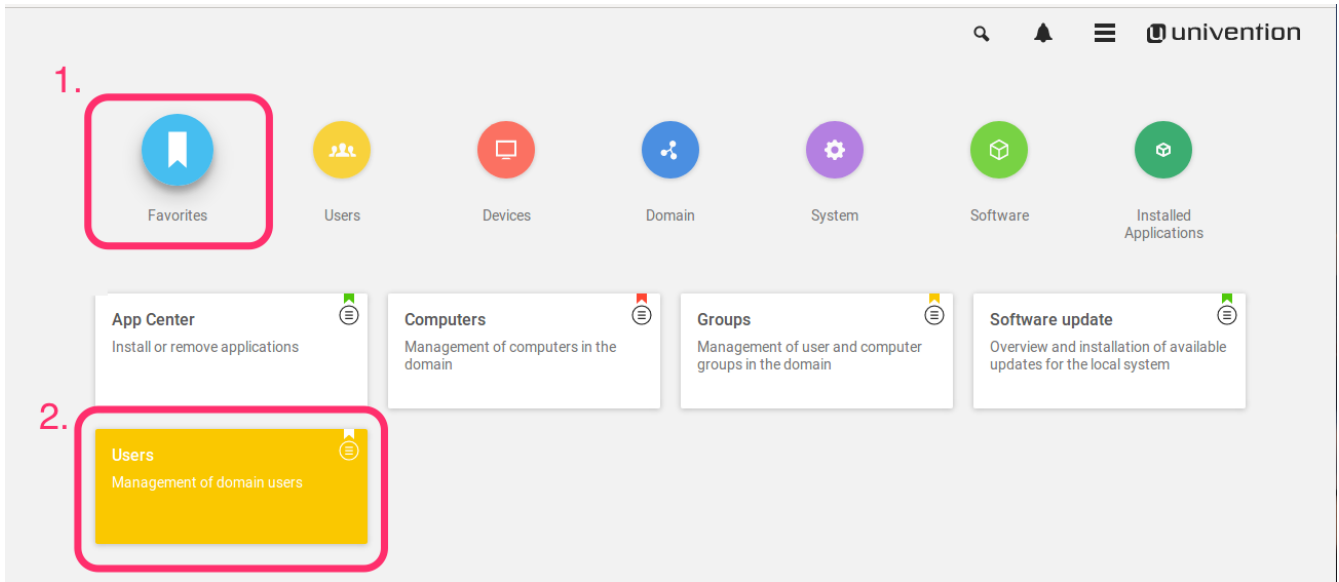 univention
1.
Favorites
Users
Devices
Domain
System
Software
Installed
Applications
App Center
Install or remove applications
Computers
Management of computers in the
domain
Groups
Management of user and computer
groups in the domain
Software update
Overview and installation of available
updates for the local system
2.
Users
Management of domain users